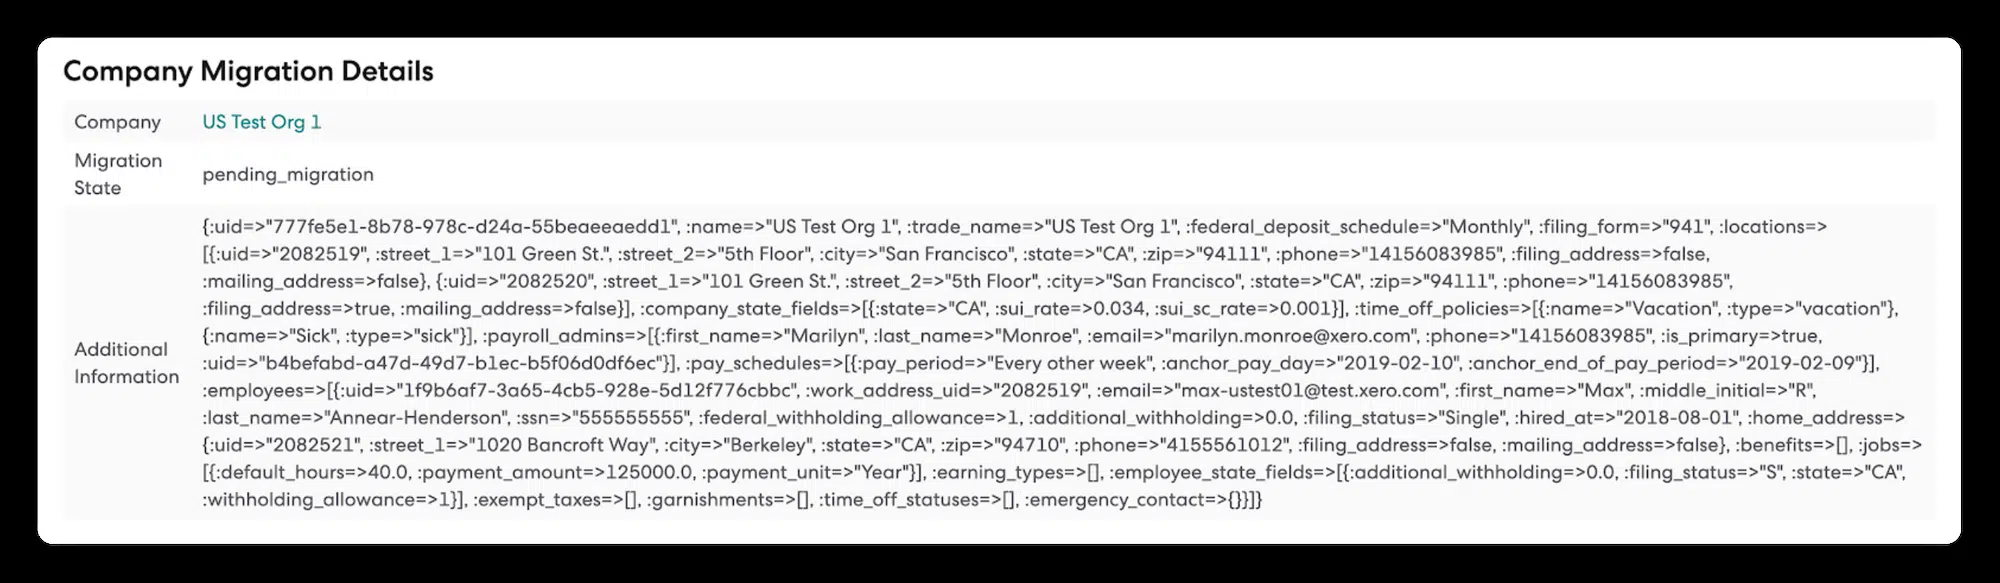 Company Migration Details
Company US Test Org 1
Migration
State
pending_migration
Additional
Information
{:uid=>"777fe5e1-8b78-978c-d24a-55beaeeaedd1", :name=>"US Test Org 1", :trade_name=>"US Test Org 1", :federal_deposit_schedule=>"Monthly", :filing_form=>"941", :locations=>
[{:uid=>"2082519", :street_1=>"101 Green St.", :street_2=>"5th Floor", :city=>"San Francisco", :state=>"CA", :zip=>"94111", :phone=>"14156083985", :filing_address=>false,
:mailing_address=>false}, {:uid=>"2082520", :street_1=>"101 Green St.", :street_2=>"5th Floor", :city=>"San Francisco", :state=>"CA", :zip=>"94111", :phone=>"14156083985",
:filing_address=>true, :mailing_address=>false}], :company_state_fields=>[{:state=>"CA", :sui_rate=>0.034, :sui_sc_rate=>0.001}], :time_off_policies=>[{:name=>"Vacation", :type=>"vacation"},
{:name=>"Sick", :type=>"sick"}], :payroll_admins=>[{:first_name=>"Marilyn", :last_name=>"Monroe", :email=>"marilyn.monroe@xero.com", :phone=>"14156083985", :is_primary=>true,
:uid=>"b4befabd-a47d-49d7-b1ec-b5f06d0df6ec"}], :pay_schedules=>[{:pay_period=>"Every other week", :anchor_pay_day=>"2019-02-10", :anchor_end_of_pay_period=>"2019-02-09"}],
:employees=>[{:uid=>"1f9b6af7-3a65-4cb5-928e-5d12f776cbbc", :work_address_uid=>"2082519", :email=>"max-ustest01@test.xero.com", :first_name=>"Max", :middle_initial=>"R",
:last_name=>"Annear-Henderson", :ssn=>"555555555", :federal_withholding_allowance=>1, :additional_withholding=>0.0, :filing_status=>"Single", :hired_at=>"2018-08-01", :home_address=>
{:uid=>"2082521", :street_1=>"1020 Bancroft Way", :city=>"Berkeley", :state=>"CA", :zip=>"94710", :phone=>"4155561012", :filing_address=>false, :mailing_address=>false}, :benefits=>[], :jobs=>
[{:default_hours=>40.0, :payment_amount=>125000.0, :payment_unit=>"Year"}], :earning_types=>[], :employee_state_fields=>[{:additional_withholding=>0.0, :filing_status=>"S", :state=>"CA",
:withholding_allowance=>1}], :exempt_taxes=>[], :garnishments=>[], :time_off_statuses=>[], :emergency_contact=>{}}]}